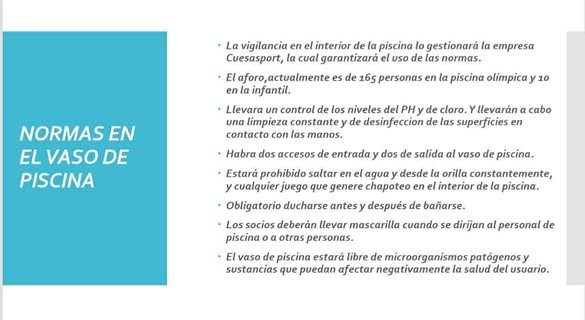 NORMAS EN
EL VASO DE
PISCINA
• La vigilancia en el interior de la piscina lo gestionará la empresa
Cuesasport, la cual garantizará el uso de las normas.
• El aforo,actualmente es de 165 personas en la piscina olímpica y 10
en la infantil.
• Llevara un control de los niveles del PH y de cloro. Y llevarán a cabo
una limpieza constante y de desinfeccion de las superficies en
contacto con las manos.
• Habra dos accesos de entrada y dos de salida al vaso de piscina.
• Estará prohibido saltar en el agua y desde la orilla constantemente,
y cualquier juego que genere chapoteo en el interior de la piscina.
• Obligatorio ducharse antes y después de bañarse.
• Los socios deberán llevar mascarilla cuando se dirijan al personal de
piscina o a otras personas.
• El vaso de piscina estará libre de microorganismos patógenos y
sustancias que puedan afectar negativamente la salud del usuario.